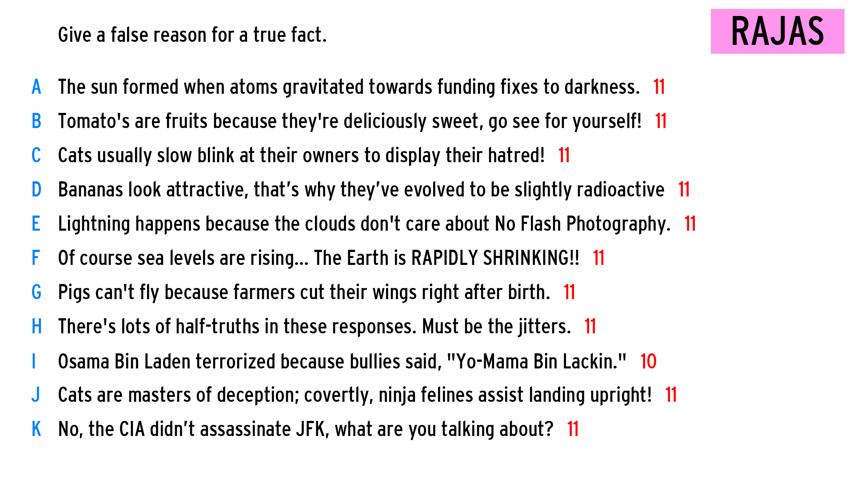 Give a false reason for a true fact.
RAJAS
A The sun formed when atoms gravitated towards funding fixes to darkness. 11
B Tomato's are fruits because they're deliciously sweet, go see for yourself! 11
C Cats usually slow blink at their owners to display their hatred! 11
D Bananas look attractive, that’s why they’ve evolved to be slightly radioactive 11
E Lightning happens because the clouds don't care about No Flash Photography. 11
F Of course sea levels are rising... The Earth is RAPIDLY SHRINKING!! 11
G Pigs can't fly because farmers cut their wings right after birth. 11
H There's lots of half-truths in these responses. Must be the jitters. 11
I Osama Bin Laden terrorized because bullies said, "Yo-Mama Bin Lackin." 10
J Cats are masters of deception; covertly, ninja felines assist landing upright! 11
K No, the CIA didn’t assassinate JFK, what are you talking about? 11